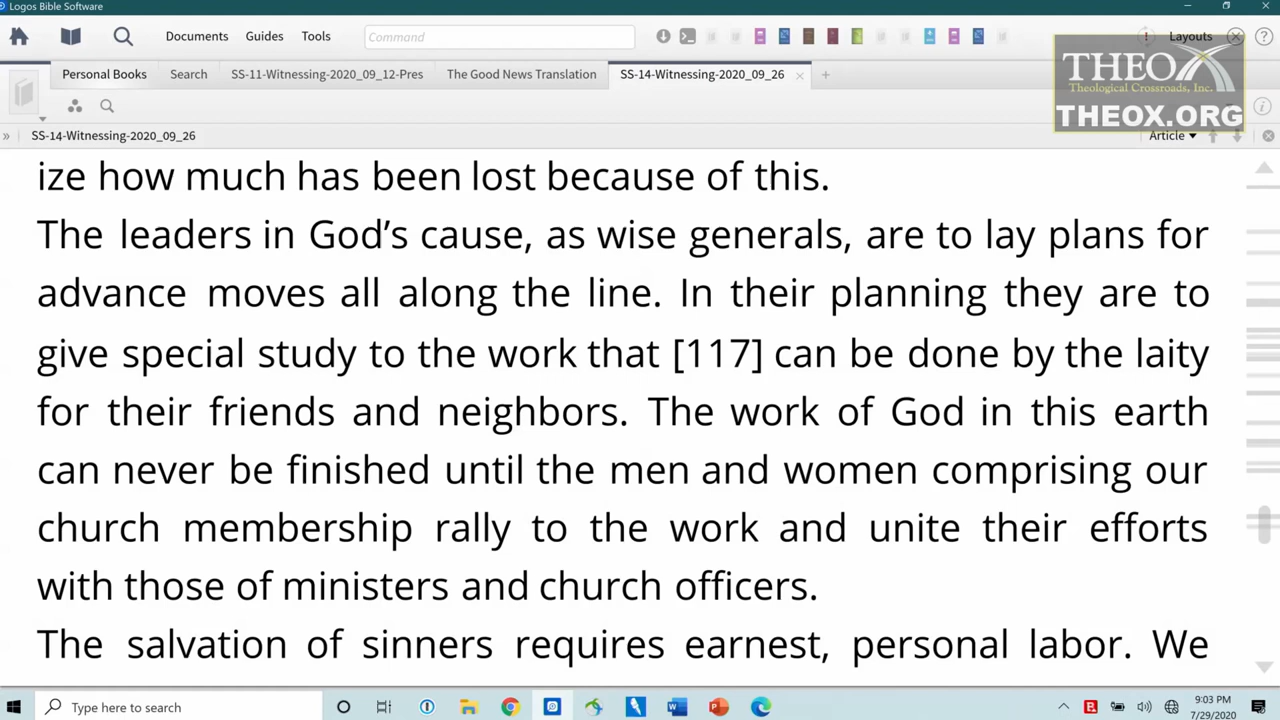 Logos Bible Software
Documents Guides Tools Command Layouts
THEOX
Theological Crossroads, Inc.
THEOX.ORG
Personal Books Search SS-11-Witnessing-2020_09_12-Pres The Good News Translation SS-14-Witnessing-2020_09_26
SS-14-Witnessing-2020_09_26 Article
ize how much has been lost because of this.
The leaders in God's cause, as wise generals, are to lay plans for
advance moves all along the line. In their planning they are to
give special study to the work that [117] can be done by the laity
for their friends and neighbors. The work of God in this earth
can never be finished until the men and women comprising our
church membership rally to the work and unite their efforts
with those of ministers and church officers.
The salvation of sinners requires earnest, personal labor. We
Type here to search
9:03 PM
7/29/2020